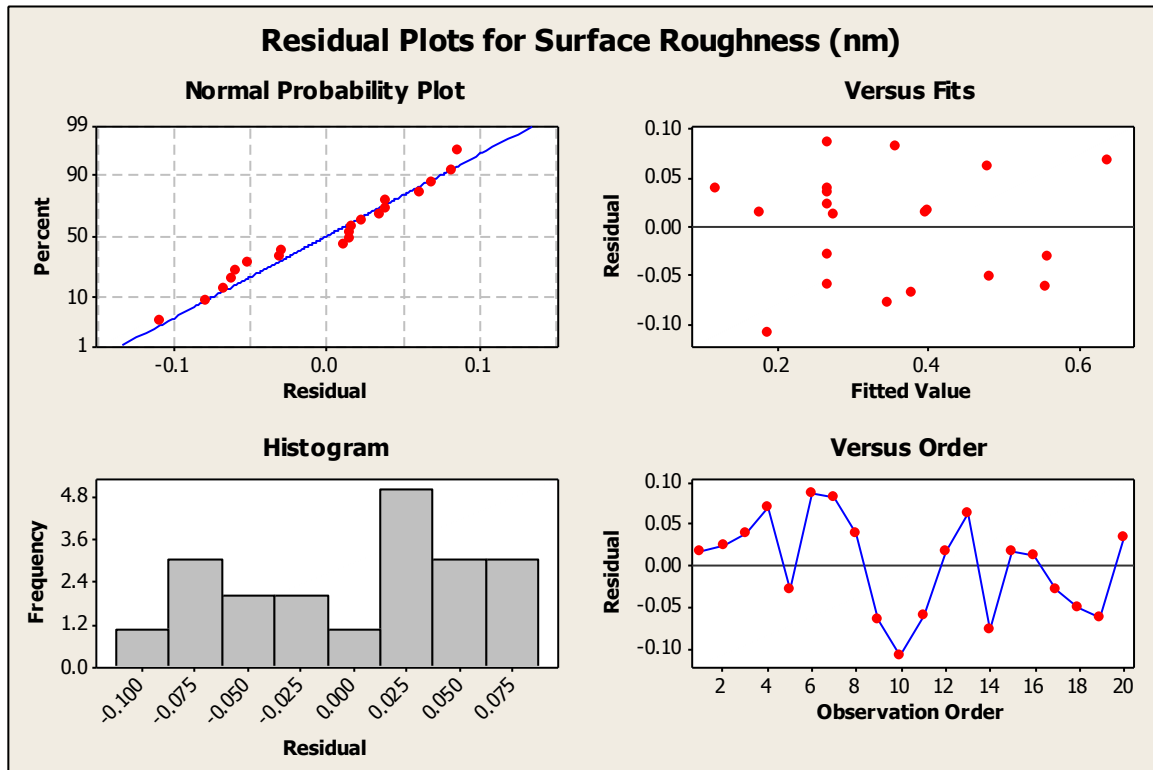 Residual Plots for Surface Roughness (nm)
Normal Probability Plot
99
90
50
10
1
Percent
-0.1
0.0
0.1
Residual
Versus Fits
0.10
0.05
0.00
-0.05
-0.10
Residual
0.2
0.4
0.6
Fitted Value
Histogram
4.8
3.6
2.4
1.2
0.0
Frequency
-0.100
-0.075
-0.050
-0.025
0.000
0.025
0.050
0.075
Residual
Versus Order
0.10
0.05
0.00
-0.05
-0.10
Residual
2 4 6 8 10 12 14 16 18 20
Observation Order